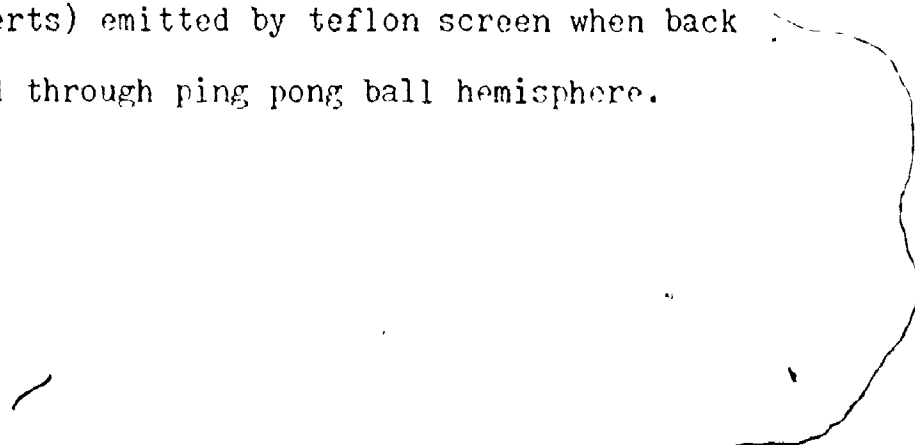 erts) emitted by teflon screen when back
through ping pong ball hemisphere.